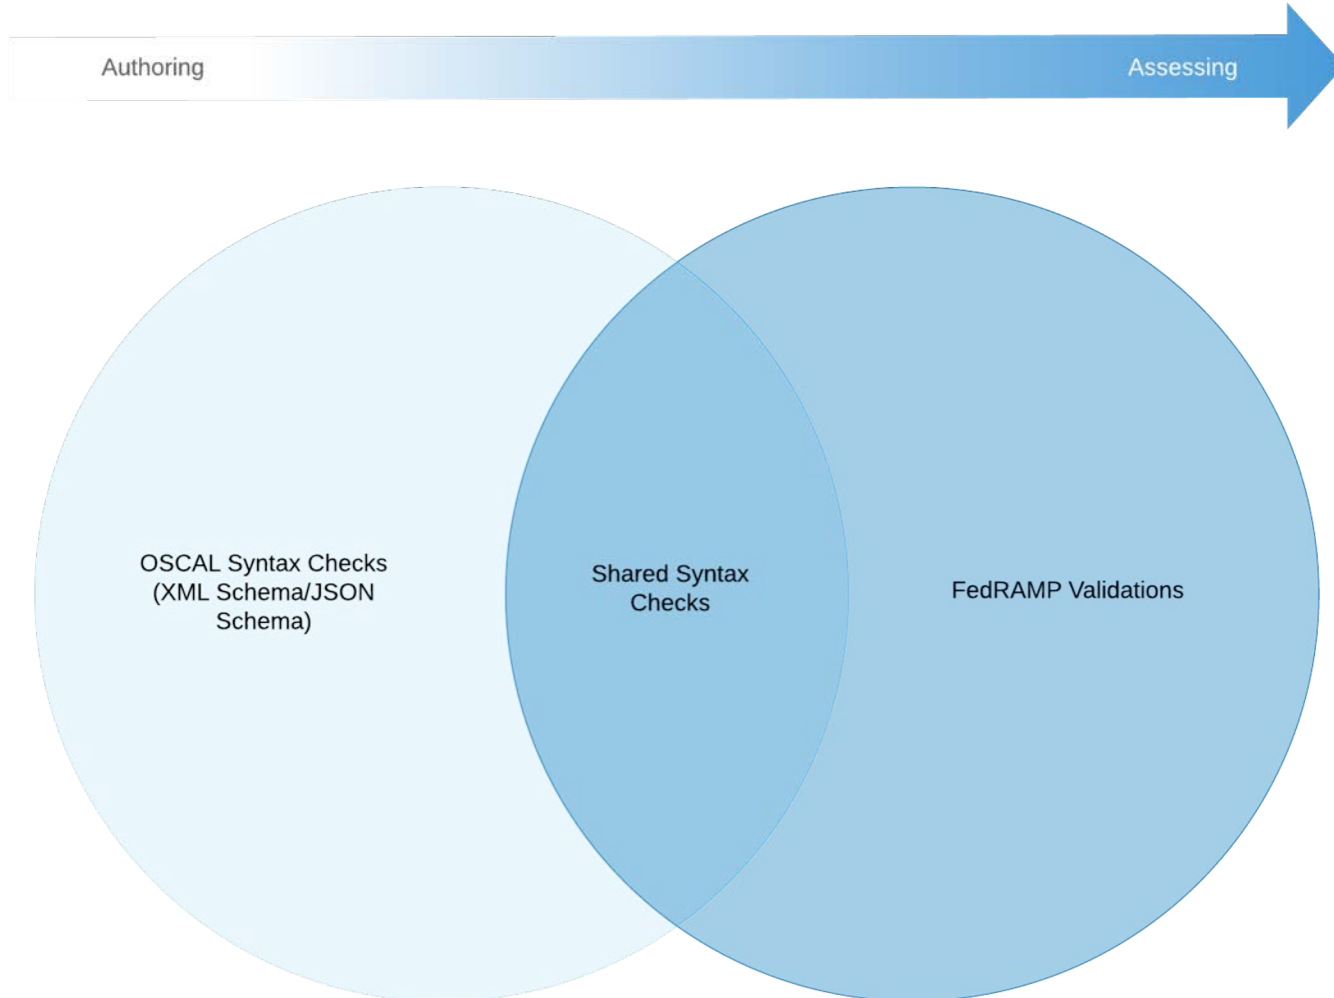 Authoring
Assessing
OSCAL Syntax Checks
(XML Schema/JSON
Schema)
Shared Syntax
Checks
FedRAMP Validations